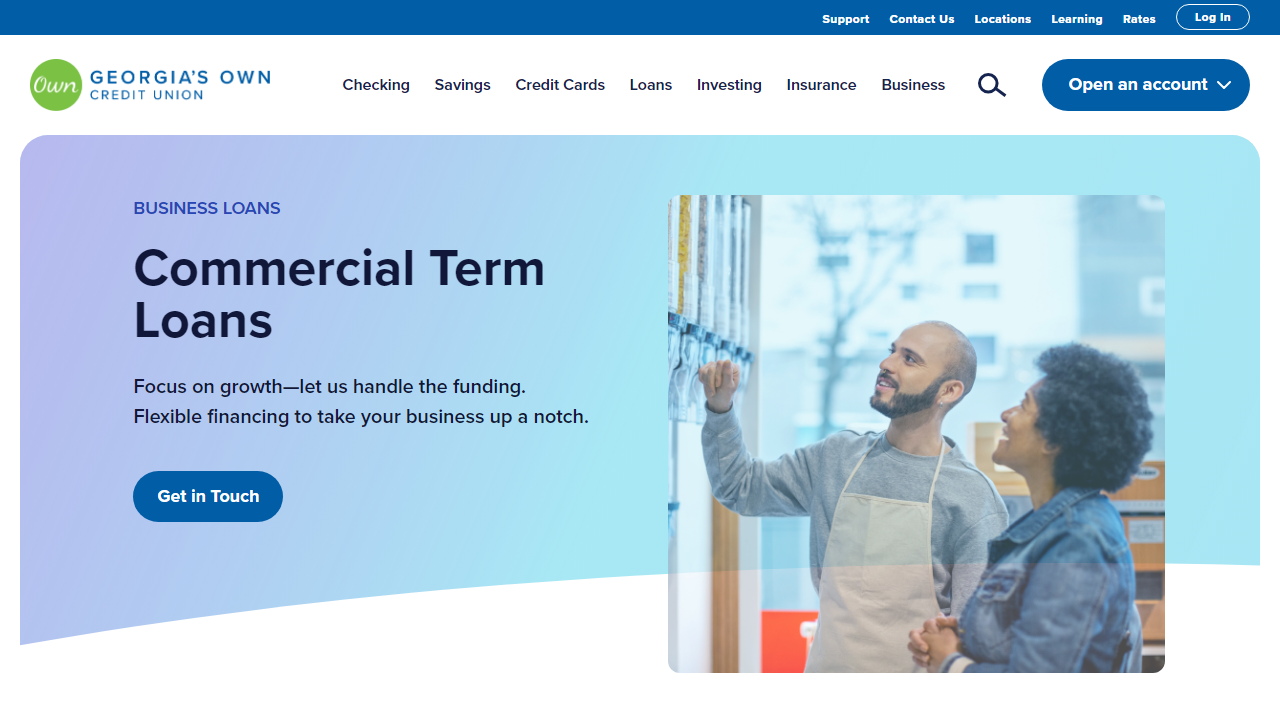 Support Contact Us Locations Learning Rates Log In
Own GEORGIA'S OWN
CREDIT UNION
Checking Savings Credit Cards Loans Investing Insurance Business Open an account
BUSINESS LOANS
Commercial Term
Loans
Focus on growth—let us handle the funding.
Flexible financing to take your business up a notch.
Get in Touch